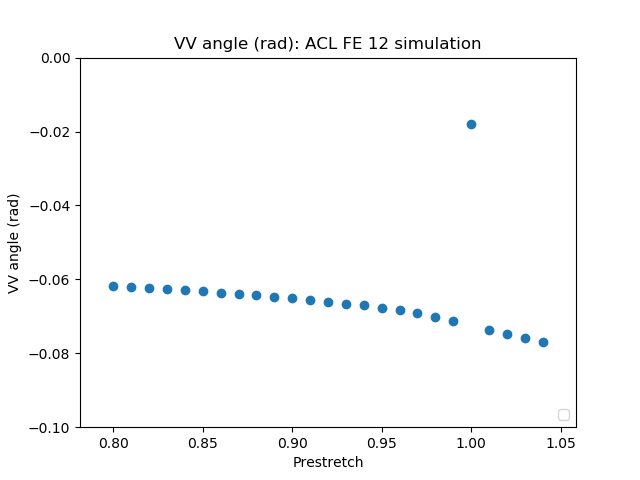 VV angle (rad): ACL FE 12 simulation
0.00
−0.02
−0.04
−0.06
−0.08
−0.10
VV angle (rad)
0.80 0.85 0.90 0.95 1.00 1.05
Prestretch